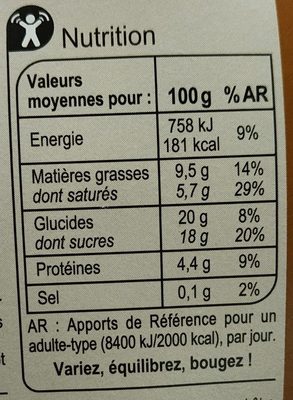 Nutrition
Valeurs
moyennes pour : 100 g % AR
Energie 758 kJ 9%
181 kcal
Matières grasses 9,5 g 14%
dont saturés 5,7 g 29%
Glucides 20 g 8%
dont sucres 18 g 20%
Protéines 4,4 g 9%
Sel 0,1 g 2%
AR : Apports de Référence pour un
adulte-type (8400 kJ/2000 kcal), par jour.
Variez, équilibrez, bougez !